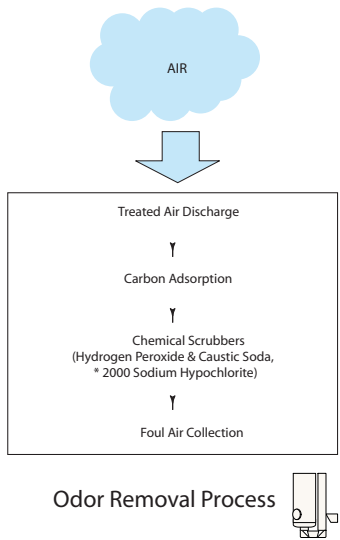 AIR
Treated Air Discharge
Carbon Adsorption
Chemical Scrubbers
(Hydrogen Peroxide & Caustic Soda,
* 2000 Sodium Hypochlorite)
Foul Air Collection
Odor Removal Process